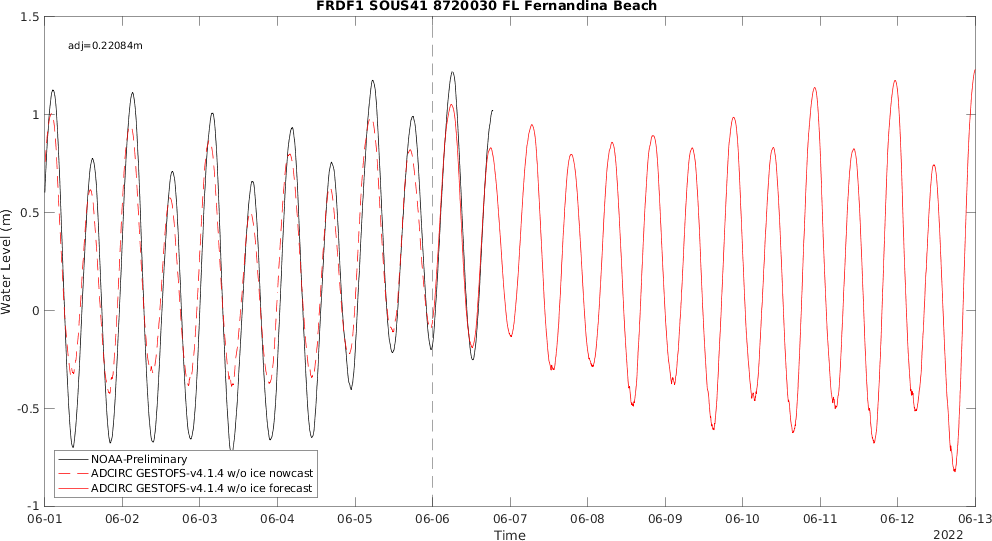 FRDF1 SOUS41 8720030 FL Fernandina Beach
adj=0.22084m
1.5
1
0.5
0
-0.5
-1
Water Level (m)
NOAA-Preliminary
ADCIRC GESTOFS-v4.1.4 w/o ice nowcast
ADCIRC GESTOFS-v4.1.4 w/o ice forecast
06-01 06-02 06-03 06-04 06-05 06-06 06-07 06-08 06-09 06-10 06-11 06-12 06-13
Time
2022